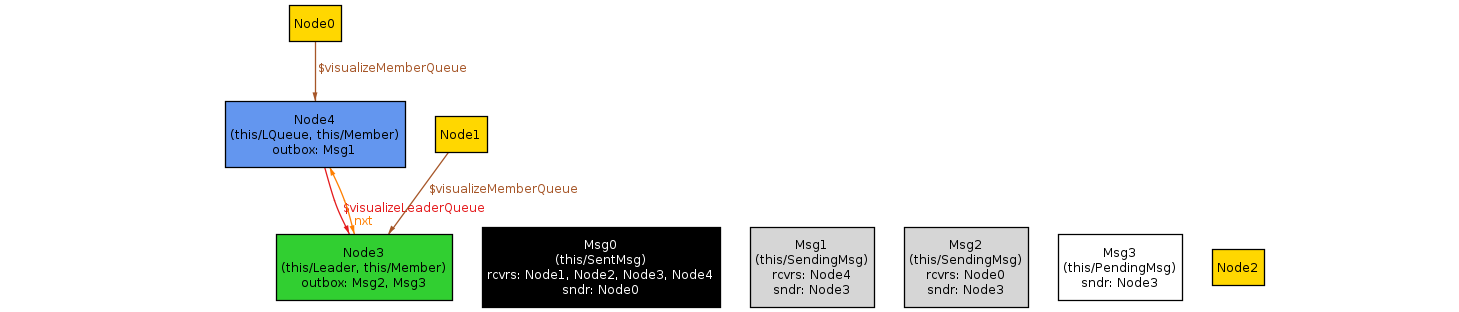 Node0
$visualizeMemberQueue
Node4
(this/LQueue, this/Member)
outbox: Msg1
Node1
$visualizeMemberQueue
$visualizeLeaderQueue
nxt
Node3
(this/Leader, this/Member)
outbox: Msg2, Msg3
Msg0
(this/SentMsg)
rcvrs: Node1, Node2, Node3, Node4
sndr: Node0
Msg1
(this/SendingMsg)
rcvrs: Node4
sndr: Node3
Msg2
(this/SendingMsg)
rcvrs: Node0
sndr: Node3
Msg3
(this/PendingMsg)
sndr: Node3
Node2